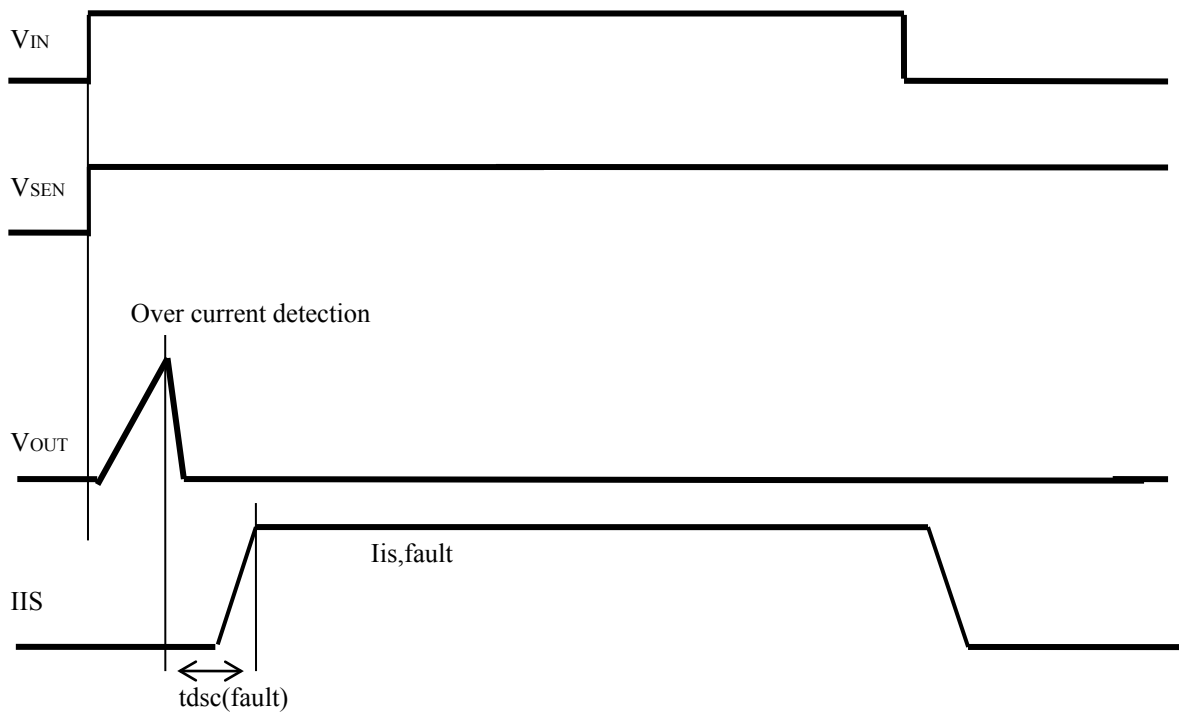 VIN
VSEN
Over current detection
VOUT
Iis,fault
IIS
tdsc(fault)